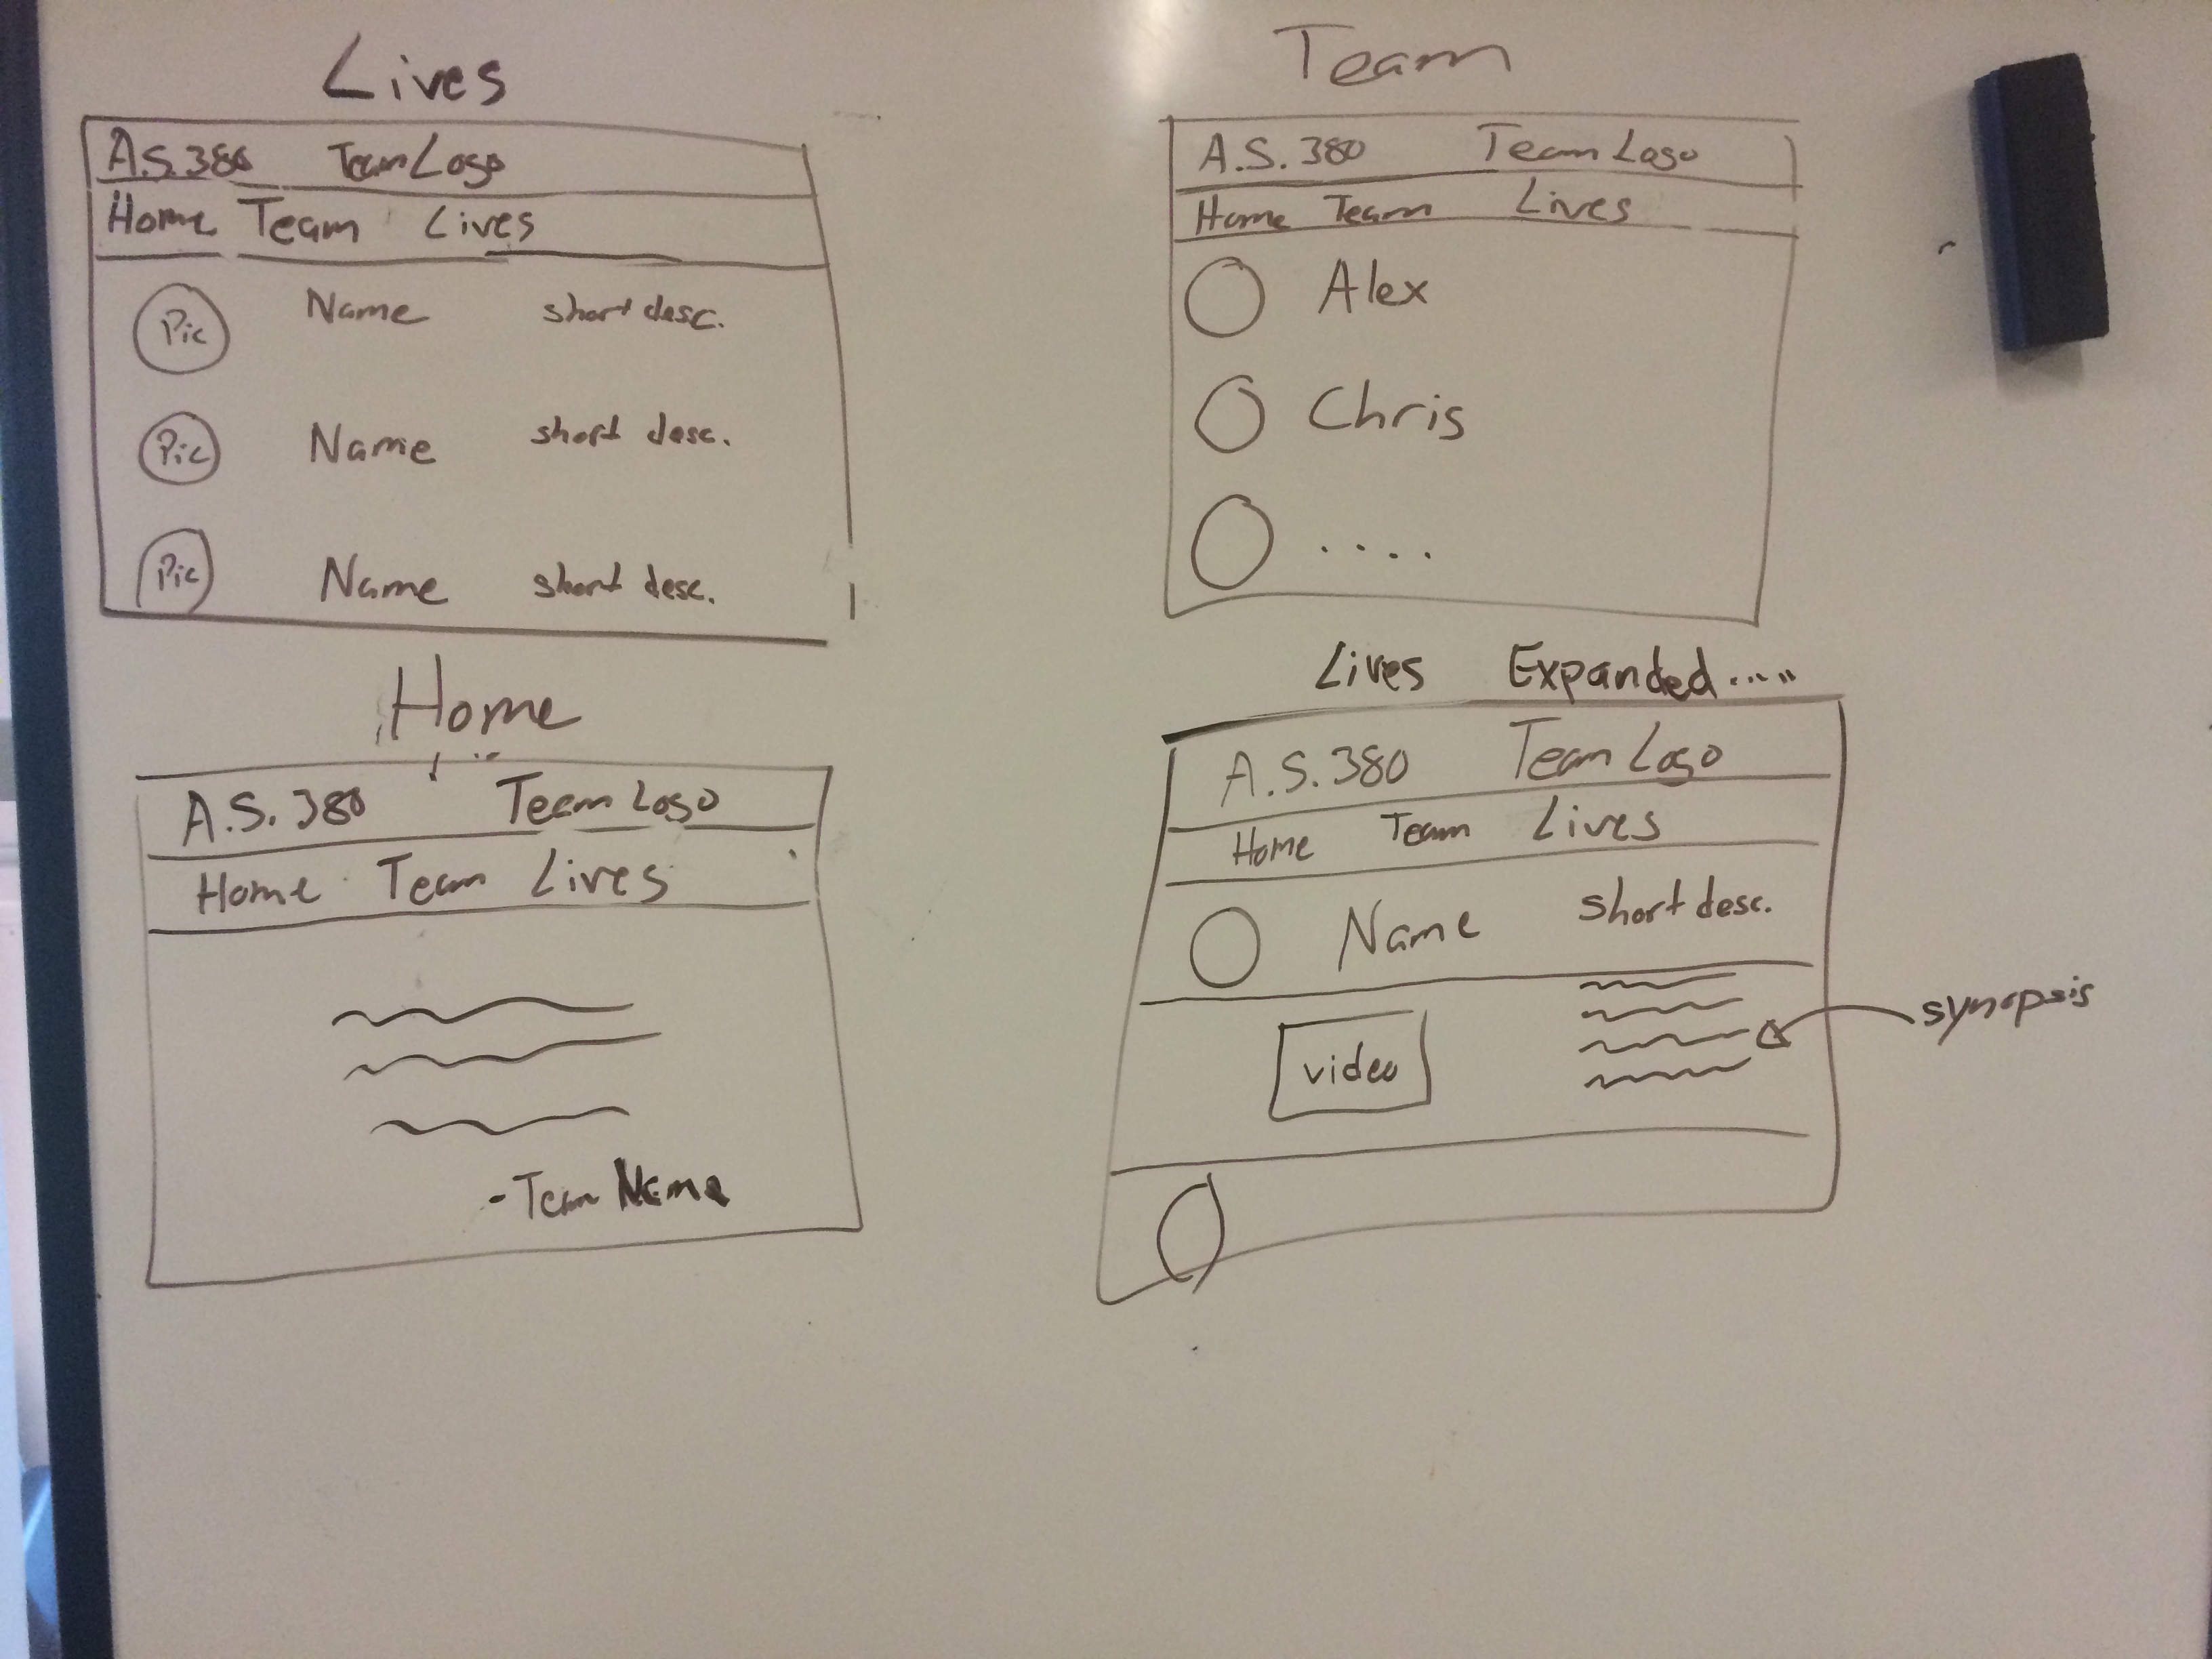 Lives
A.S.380 Team Logo
Home Team Lives
Pic Name short desc.
Pic Name short desc.
Pic Name short desc.
Team
A.S. 380 Team Logo
Home Team Lives
Alex
Chris
....
Home
A.S. 380 Team Logo
Home Team Lives
- Team Name
Lives Expanded.....
A.S. 380 Team Logo
Home Team Lives
Name short desc.
video
synopsis